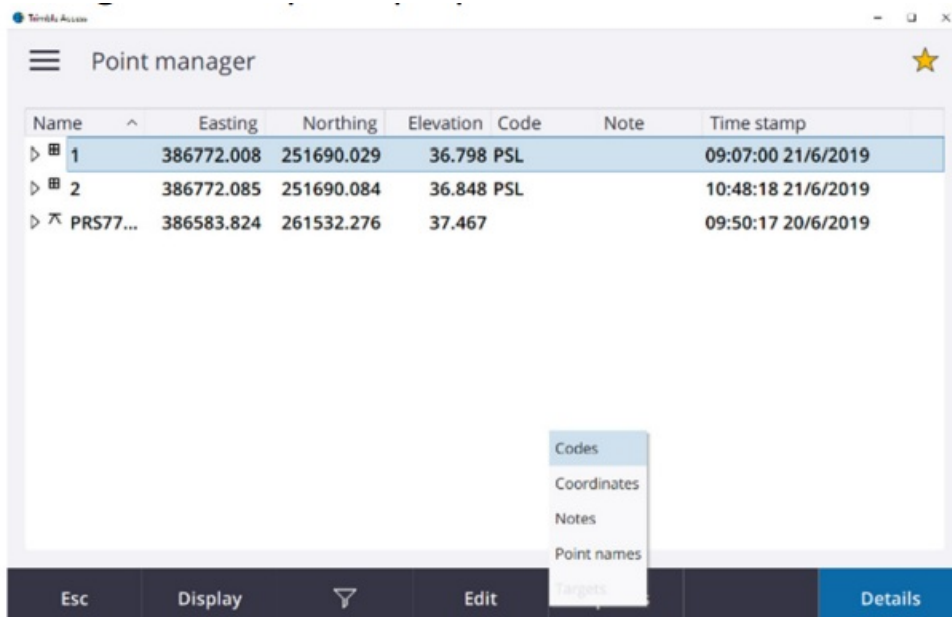 Trimble Access
Point manager
Name Easting Northing Elevation Code Note Time stamp
1 386772.008 251690.029 36.798 PSL 09:07:00 21/6/2019
2 386772.085 251690.084 36.848 PSL 10:48:18 21/6/2019
PRS77... 386583.824 261532.276 37.467 09:50:17 20/6/2019
Codes
Coordinates
Notes
Point names
Targets
Esc Display Edit Details